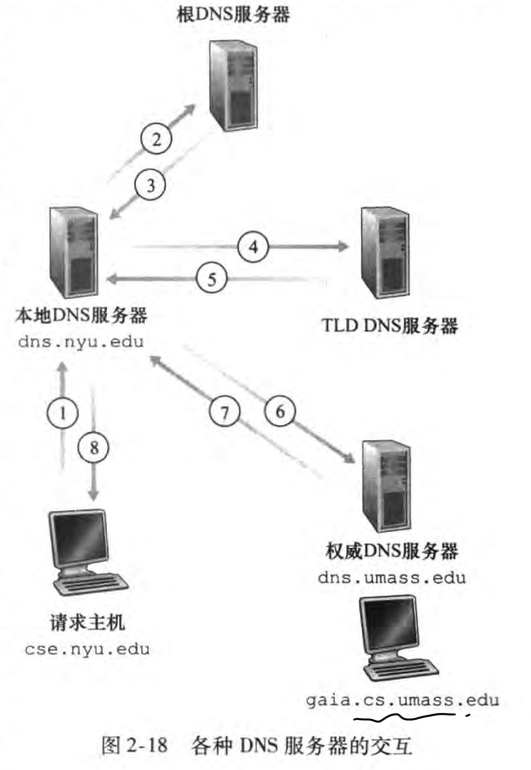 根DNS服务器
2
3
4
5
本地DNS服务器
dns.nyu.edu
TLD DNS服务器
1
8
7
6
权威DNS服务器
dns.umass.edu
请求主机
cse.nyu.edu
gaia.cs.umass.edu
图2-18 各种 DNS 服务器的交互